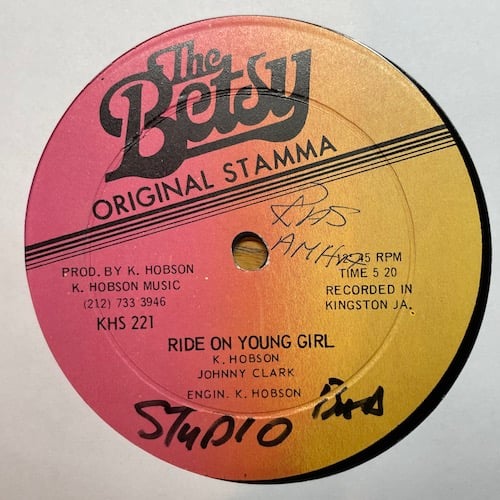 The
Betsy
ORIGINAL STAMMA
PROD. BY K. HOBSON
K. HOBSON MUSIC
(212) 733 3946
KHS 221
45 RPM
TIME 5 20
RECORDED IN
KINGSTON JA.
RIDE ON YOUNG GIRL
K. HOBSON
JOHNNY CLARK
ENGIN. K. HOBSON
STUDIO